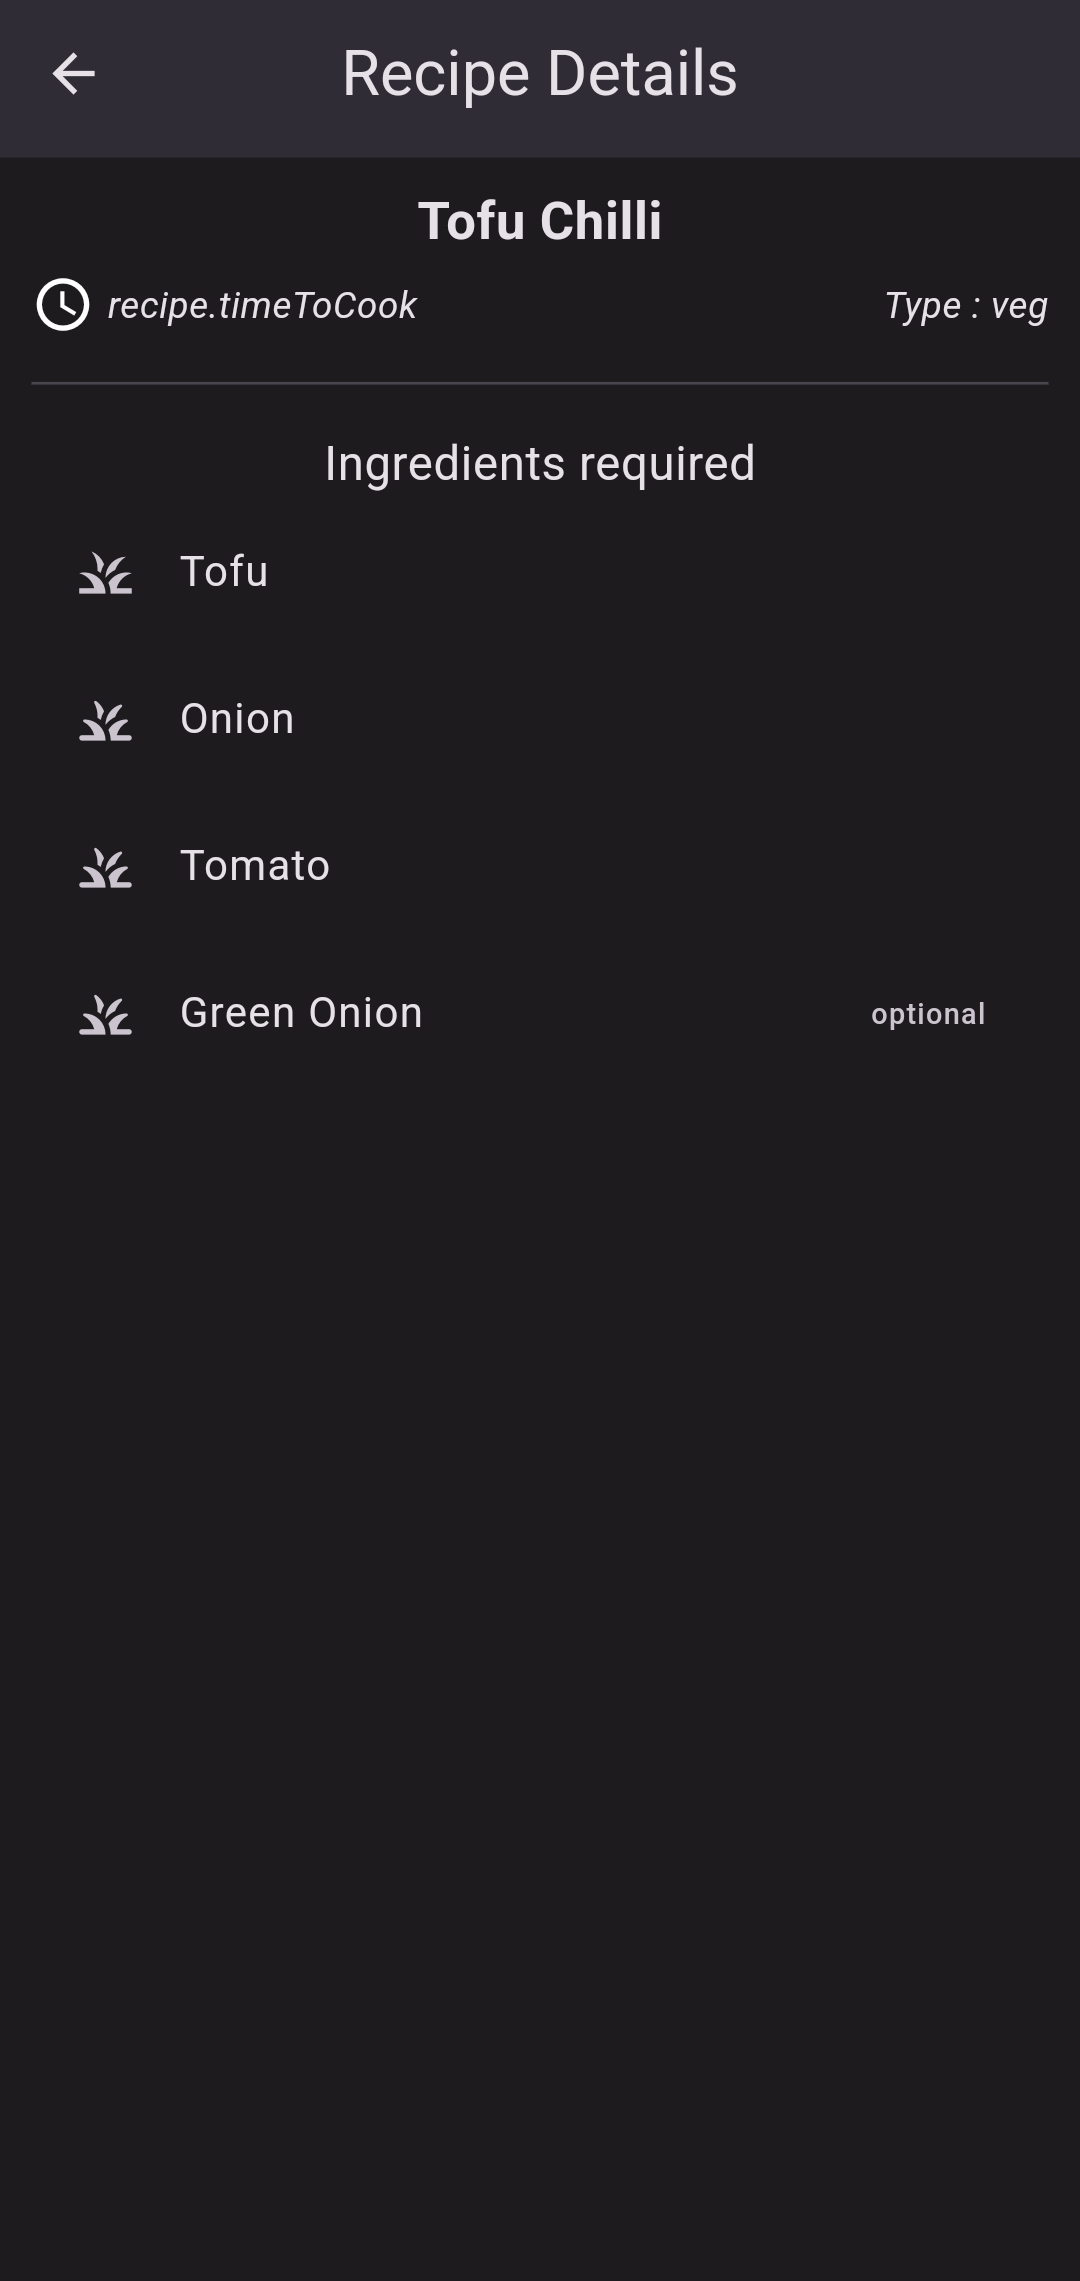 Recipe Details
Tofu Chilli
recipe.timeToCook Type : veg
Ingredients required
Tofu
Onion
Tomato
Green Onion optional